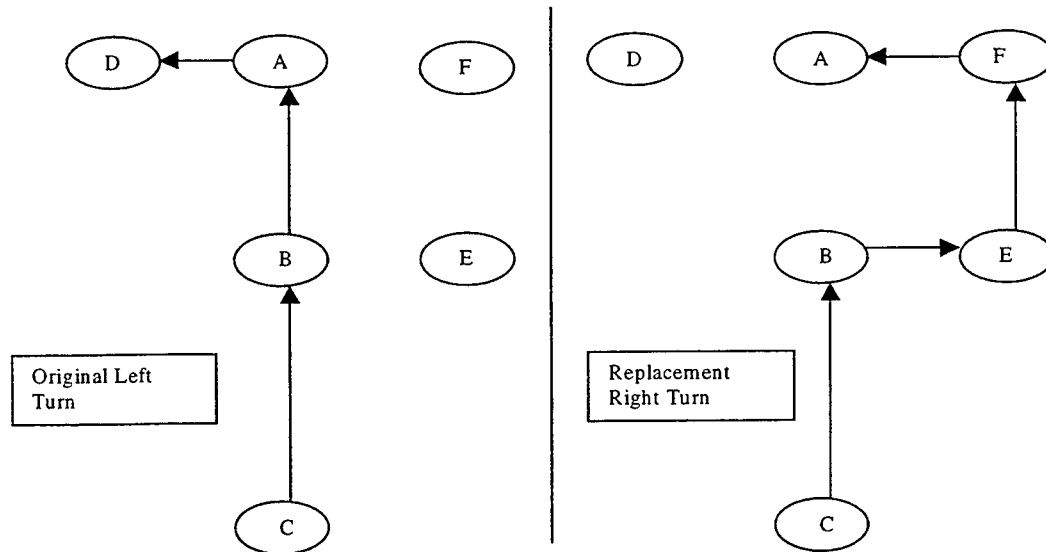 D A F
B E
Original Left
Turn
C
D A F
B E
Replacement
Right Turn
C